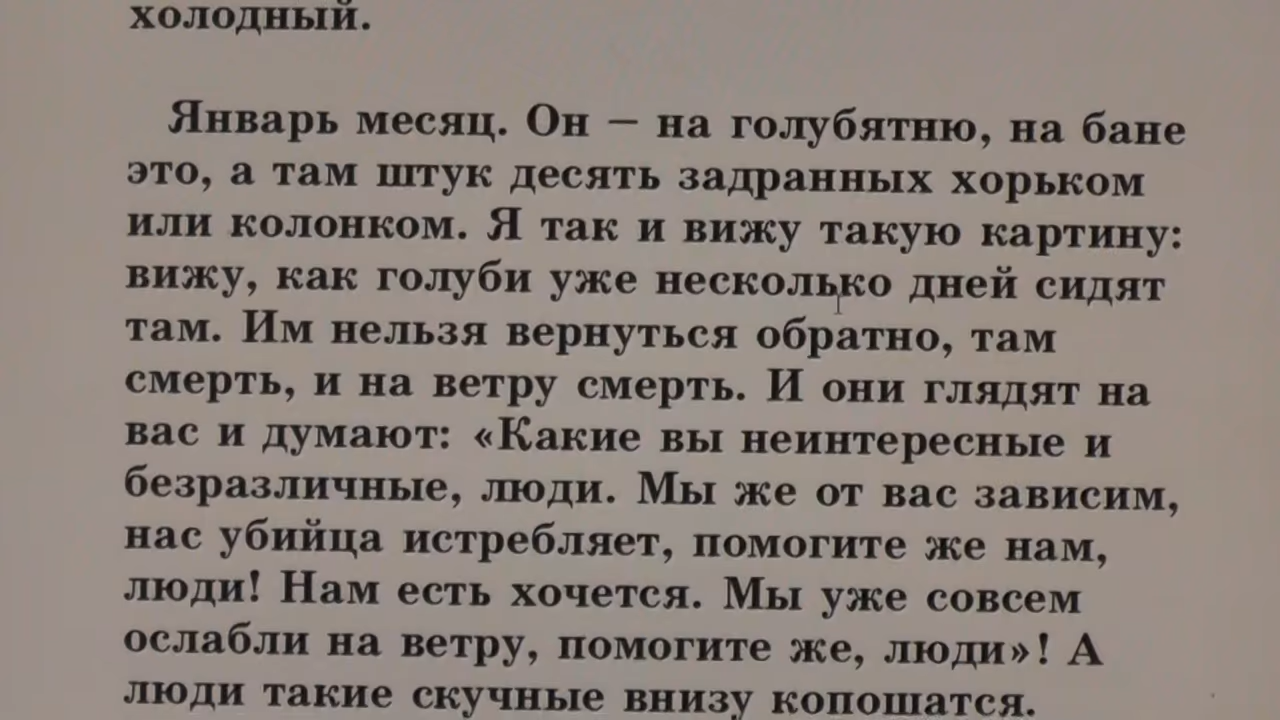 холодный.
Январь месяц. Он – на голубятню, на бане
это, а там штук десять задранных хорьком
или колонком. Я так и вижу такую картину:
вижу, как голуби уже несколько дней сидят
там. Им нельзя вернуться обратно, там
смерть, и на ветру смерть. И они глядят на
вас и думают: «Какие вы неинтересные и
безразличные, люди. Мы же от вас зависим,
нас убийца истребляет, помогите же нам,
люди! Нам есть хочется. Мы уже совсем
ослабли на ветру, помогите же, люди»! А
люди такие скучные внизу копошатся.